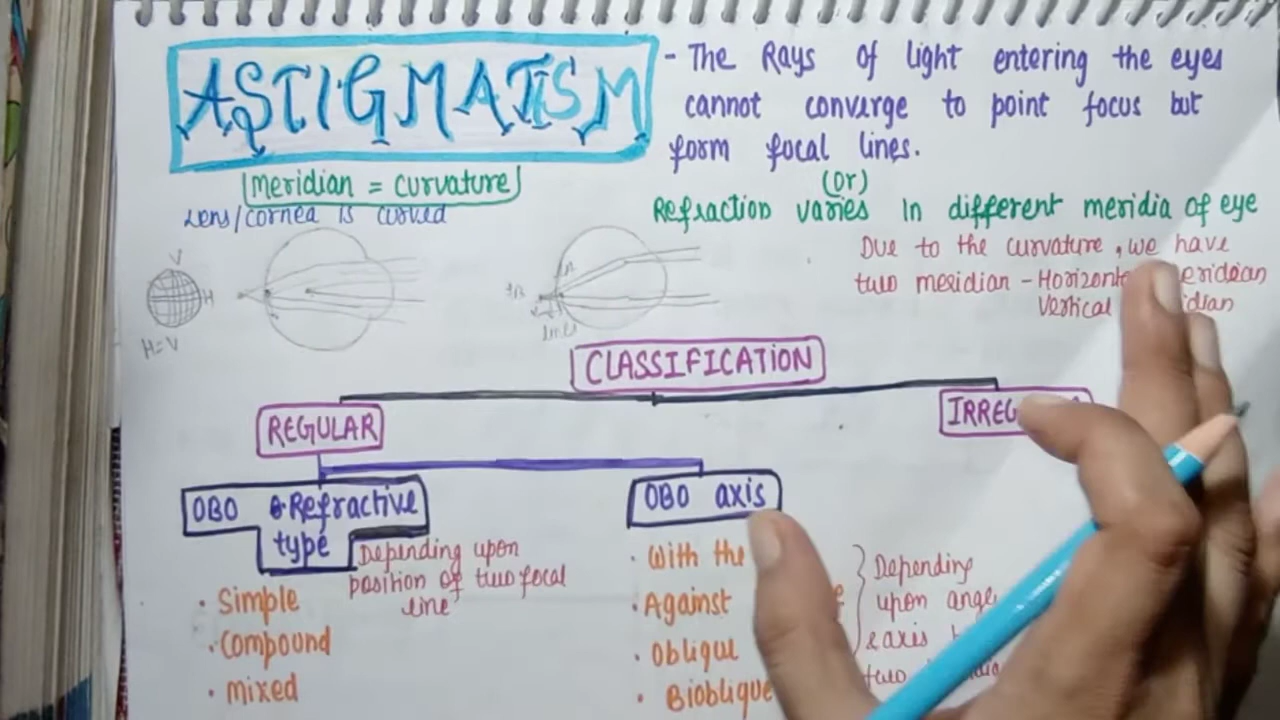 ASTIGMATISM
- The Rays of light entering the eyes
cannot converge to point focus but
form focal lines.
(or)
Meridian = curvature
Lens/cornea is curved
Refraction varies in different meridia of eye
Due to the curvature, we have
two meridian - Horizont
Vertical
V
H
H=V
CLASSIFICATION
REGULAR
IRREG
OBO Refractive
type
Depending upon
position of two focal
line
· Simple
· Compound
· mixed
OBO axis
· With the
· Against
· Oblique
· Bioblique
Depending
upon
axis
two